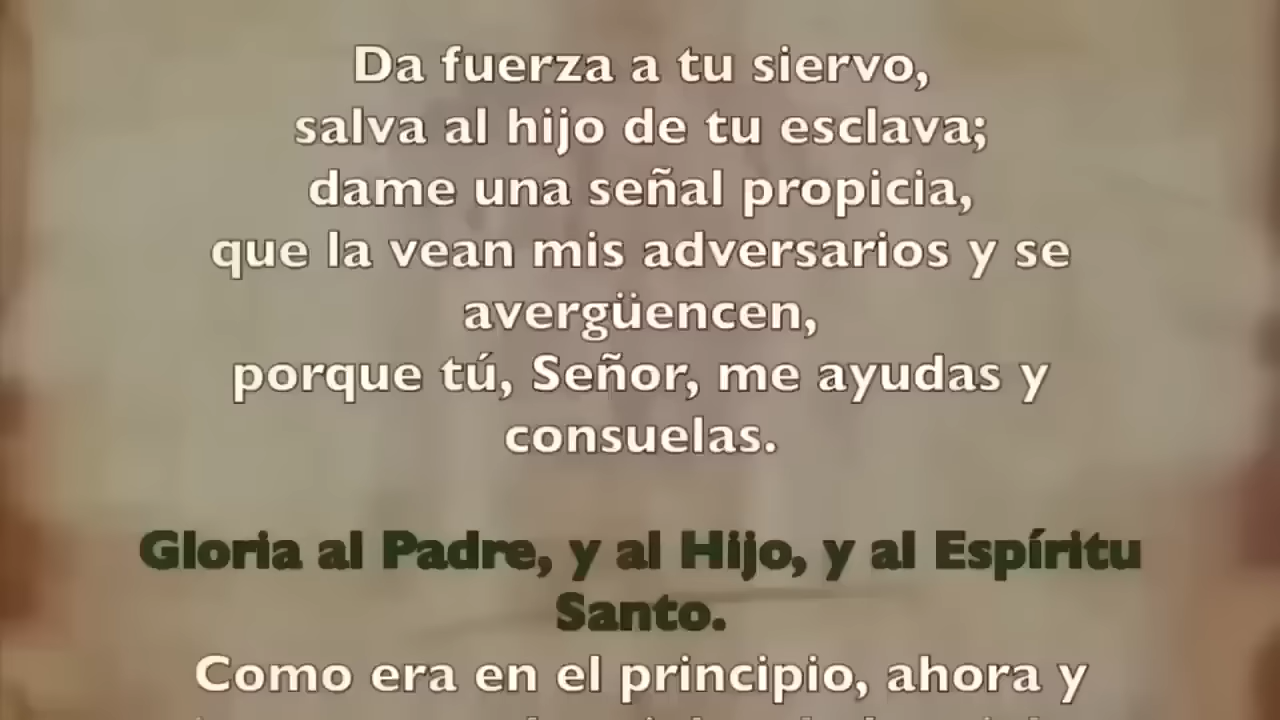 Da fuerza a tu siervo,
salva al hijo de tu esclava;
dame una señal propicia,
que la vean mis adversarios y se
avergüencen,
porque tú, Señor, me ayudas y
consuelas.
Gloria al Padre, y al Hijo, y al Espíritu
Santo.
Como era en el principio, ahora y